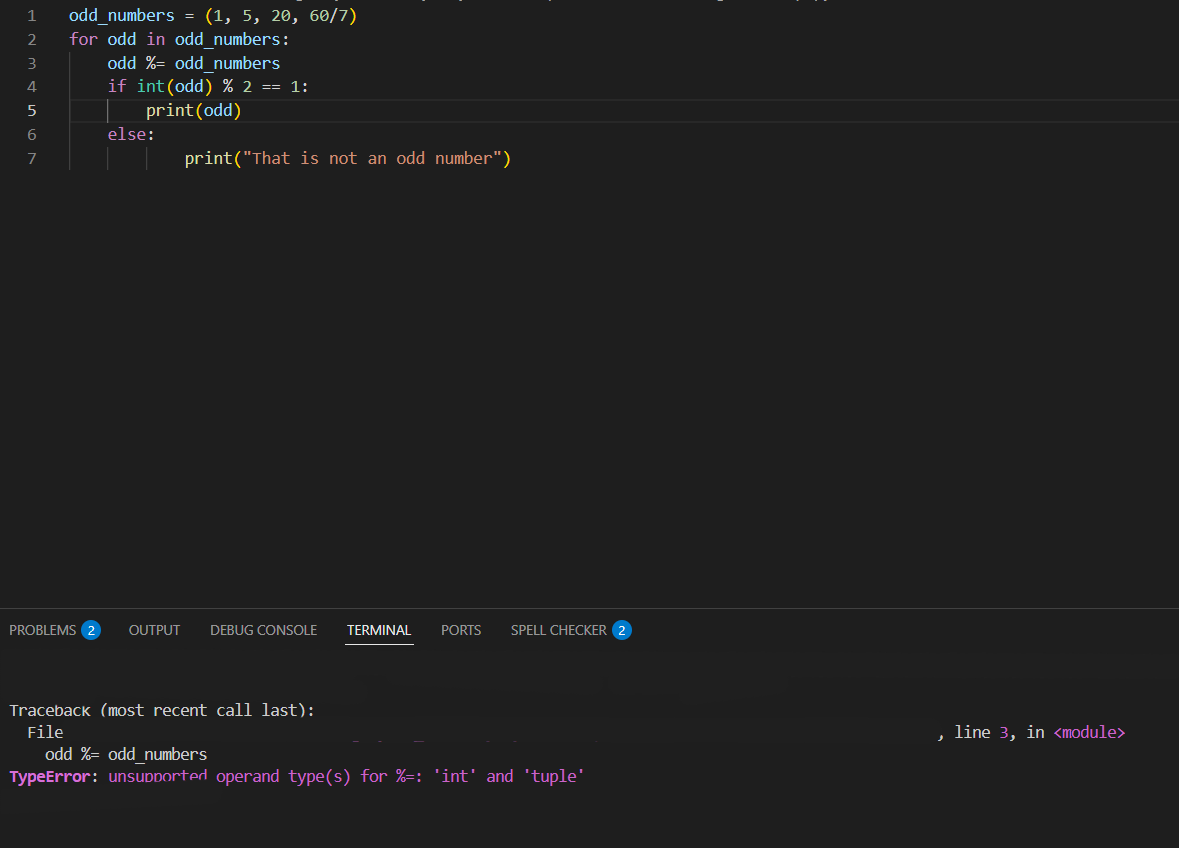 1 odd_numbers = (1, 5, 20, 60/7)
2 for odd in odd_numbers:
3     odd %= odd_numbers
4     if int(odd) % 2 == 1:
5         print(odd)
6     else:
7             print("That is not an odd number")
PROBLEMS 2 OUTPUT DEBUG CONSOLE TERMINAL PORTS SPELL CHECKER 2
Traceback (most recent call last):
  File , line 3, in <module>
    odd %= odd_numbers
TypeError: unsupported operand type(s) for %=: 'int' and 'tuple'